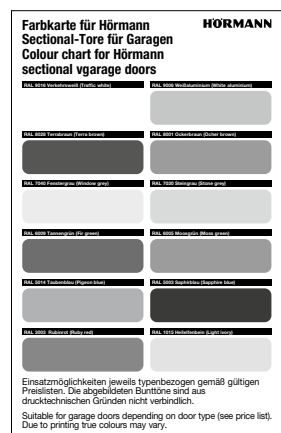 Farbkarte für Hörmann
Sectional-Tore für Garagen
Colour chart for Hörmann
sectional vgarage doors
HÖRMANN
RAL 9016 Verkehrsweiß (Traffic white)
RAL 9006 Weißaluminium (White aluminium)
RAL 8028 Terrabraun (Terra brown)
RAL 8001 Ockerbraun (Ocher brown)
RAL 7040 Fenstergrau (Window grey)
RAL 7030 Steingrau (Stone grey)
RAL 6009 Tannengrün (Fir green)
RAL 6005 Moosgrün (Moss green)
RAL 5014 Taubenblau (Pigeon blue)
RAL 5003 Saphirblau (Sapphire blue)
RAL 3003 Rubinrot (Ruby red)
RAL 1015 Hellelfenbein (Light ivory)
Einsatzmöglichkeiten jeweils typenbezogen gemäß gültigen
Preislisten. Die abgebildeten Bunttöne sind aus
drucktechnischen Gründen nicht verbindlich.
Suitable for garage doors depending on door type (see price list).
Due to printing true colours may vary.